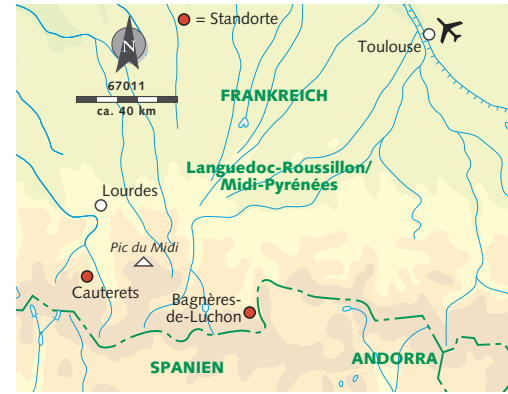 = Standorte
Toulouse
N
67011
ca. 40 km
FRANKREICH
Languedoc-Roussillon/
Midi-Pyrénées
Lourdes
Pic du Midi
Cauterets
Bagnères-
de-Luchon
SPANIEN
ANDORRA